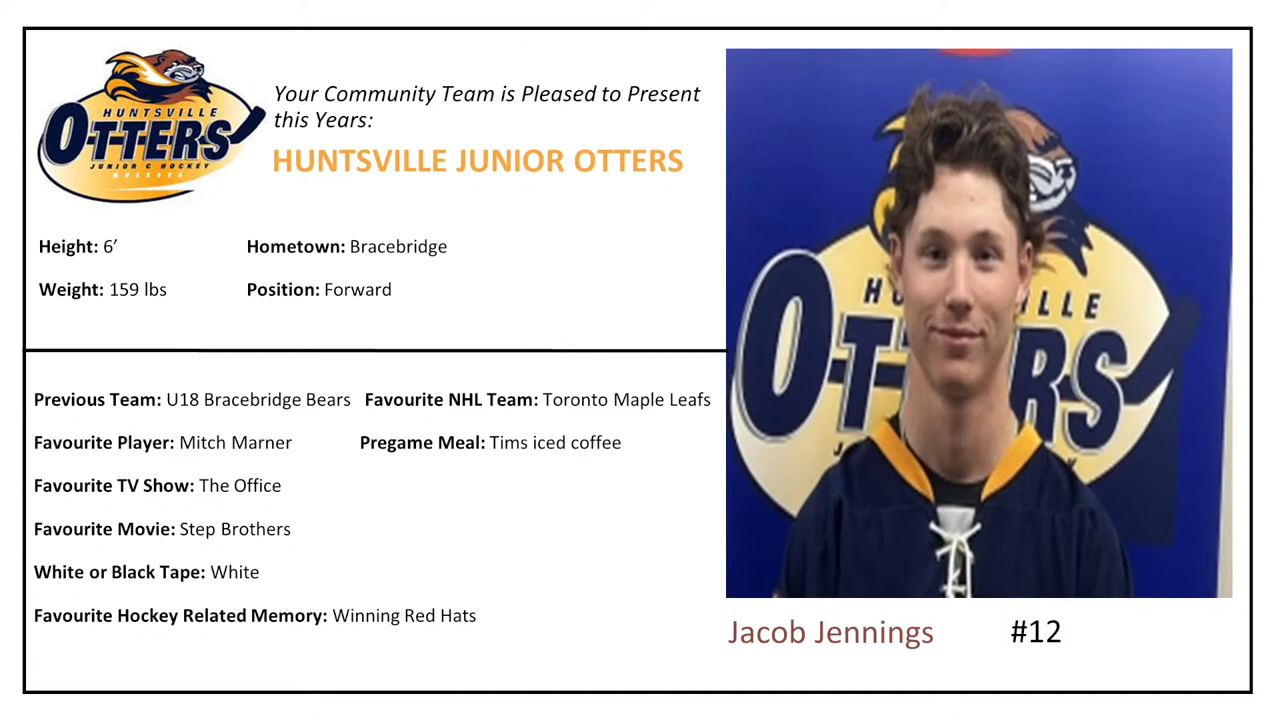 HUNTSVILLE
OTTERS
JUNIOR C HOCKEY
MUSKOKA
Your Community Team is Pleased to Present
this Years:
HUNTSVILLE JUNIOR OTTERS
Height: 6’ Hometown: Bracebridge
Weight: 159 lbs Position: Forward
Previous Team: U18 Bracebridge Bears Favourite NHL Team: Toronto Maple Leafs
Favourite Player: Mitch Marner Pregame Meal: Tims iced coffee
Favourite TV Show: The Office
Favourite Movie: Step Brothers
White or Black Tape: White
Favourite Hockey Related Memory: Winning Red Hats
Jacob Jennings #12